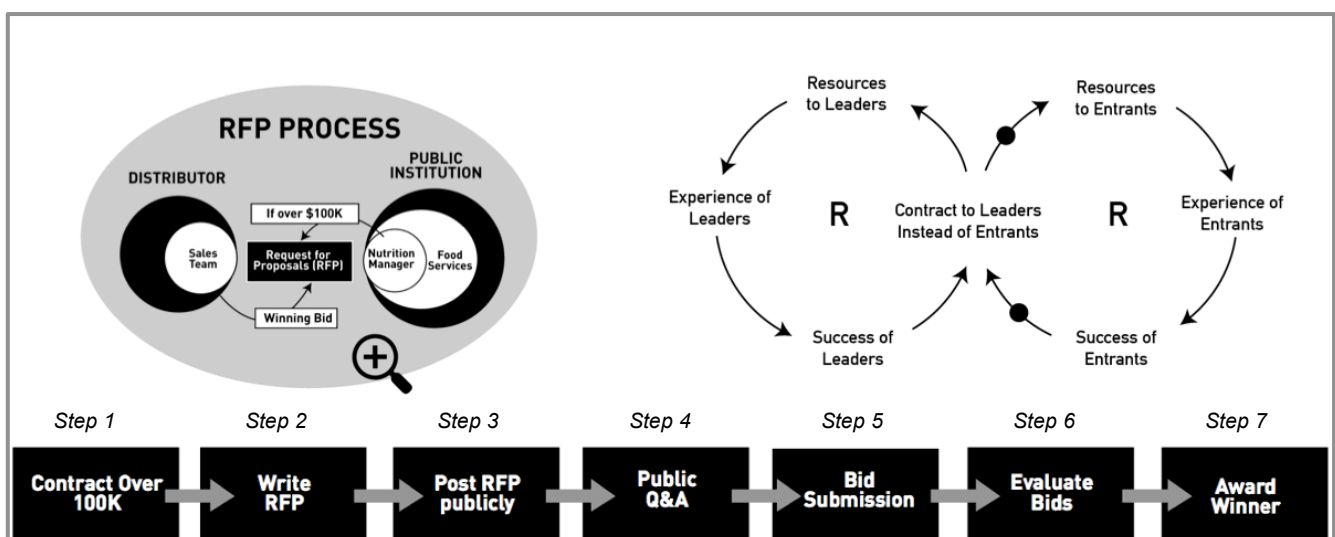 RFP PROCESS
DISTRIBUTOR
PUBLIC
INSTITUTION
If over $100K
Sales
Team
Request for
Proposals (RFP)
Nutrition
Manager
Food
Services
Winning Bid
Resources
to Leaders
Resources
to Entrants
Experience of
Leaders
R
Contract to Leaders
Instead of Entrants
R
Experience of
Entrants
Success of
Leaders
Success of
Entrants
Step 1
Step 2
Step 3
Step 4
Step 5
Step 6
Step 7
Contract Over
100K
Write
RFP
Post RFP
publicly
Public
Q&A
Bid
Submission
Evaluate
Bids
Award
Winner